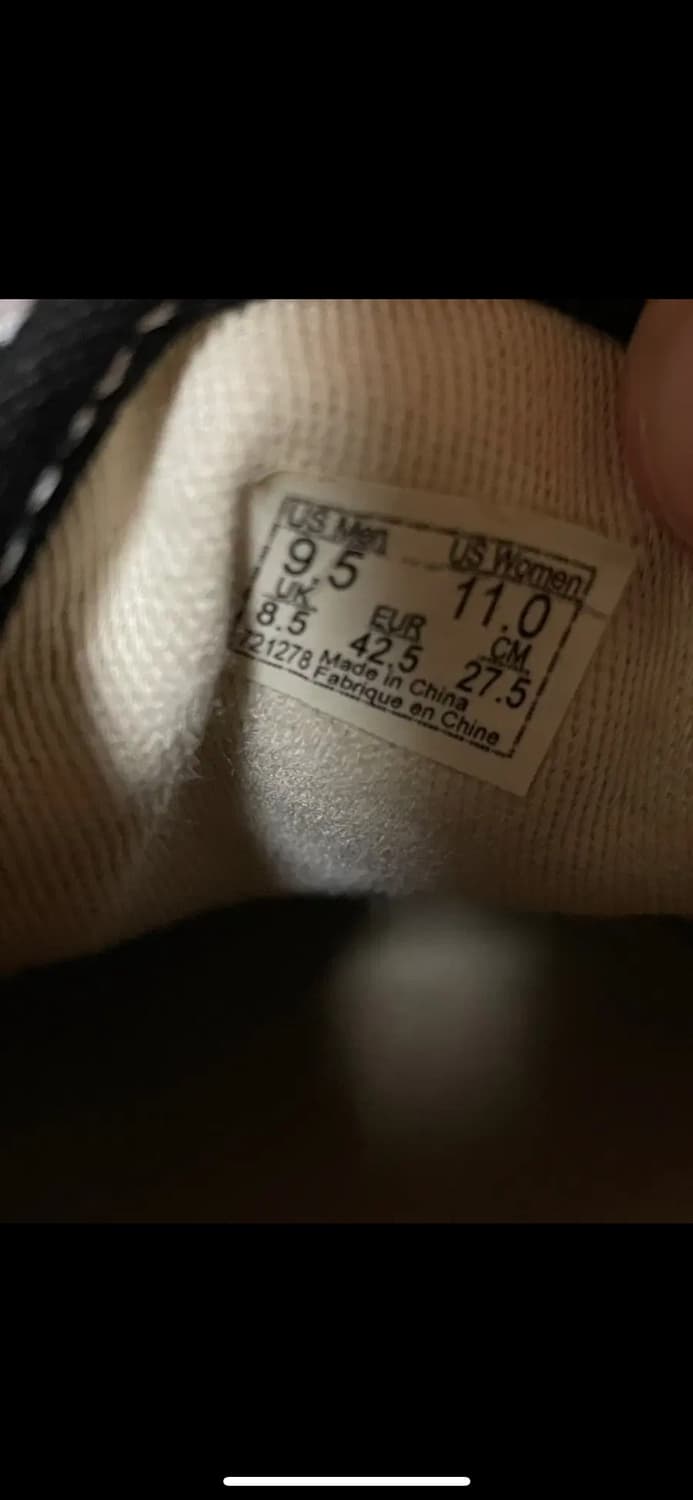 US Men US Women
9.5 11.0
UK EUR CM
8.5 42.5 27.5
721278 Made in China
Fabrique en Chine